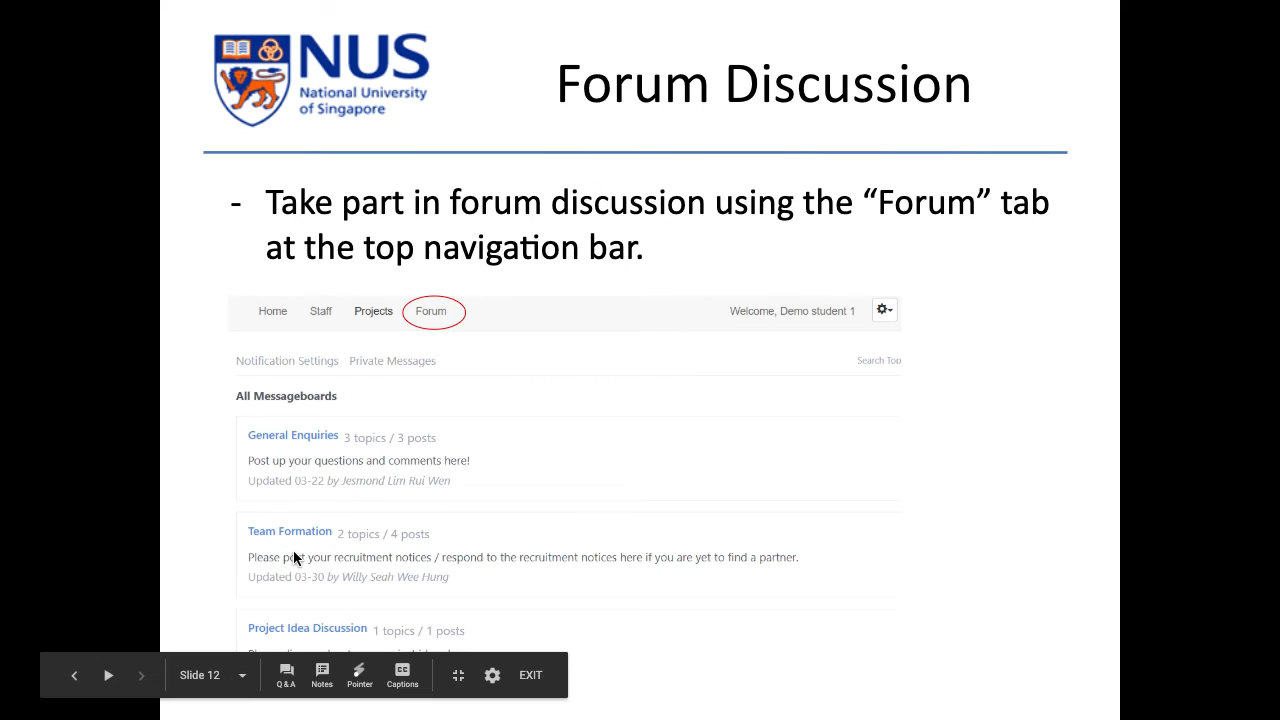 NUS
National University
of Singapore
Forum Discussion
- Take part in forum discussion using the “Forum” tab
at the top navigation bar.
Home Staff Projects Forum Welcome, Demo student 1
Notification Settings Private Messages Search Top
All Messageboards
General Enquiries 3 topics / 3 posts
Post up your questions and comments here!
Updated 03-22 by Jesmond Lim Rui Wen
Team Formation 2 topics / 4 posts
Please post your recruitment notices / respond to the recruitment notices here if you are yet to find a partner.
Updated 03-30 by Willy Seah Wee Hung
Project Idea Discussion 1 topics / 1 posts
Slide 12 Q & A Notes Pointer CC Captions EXIT